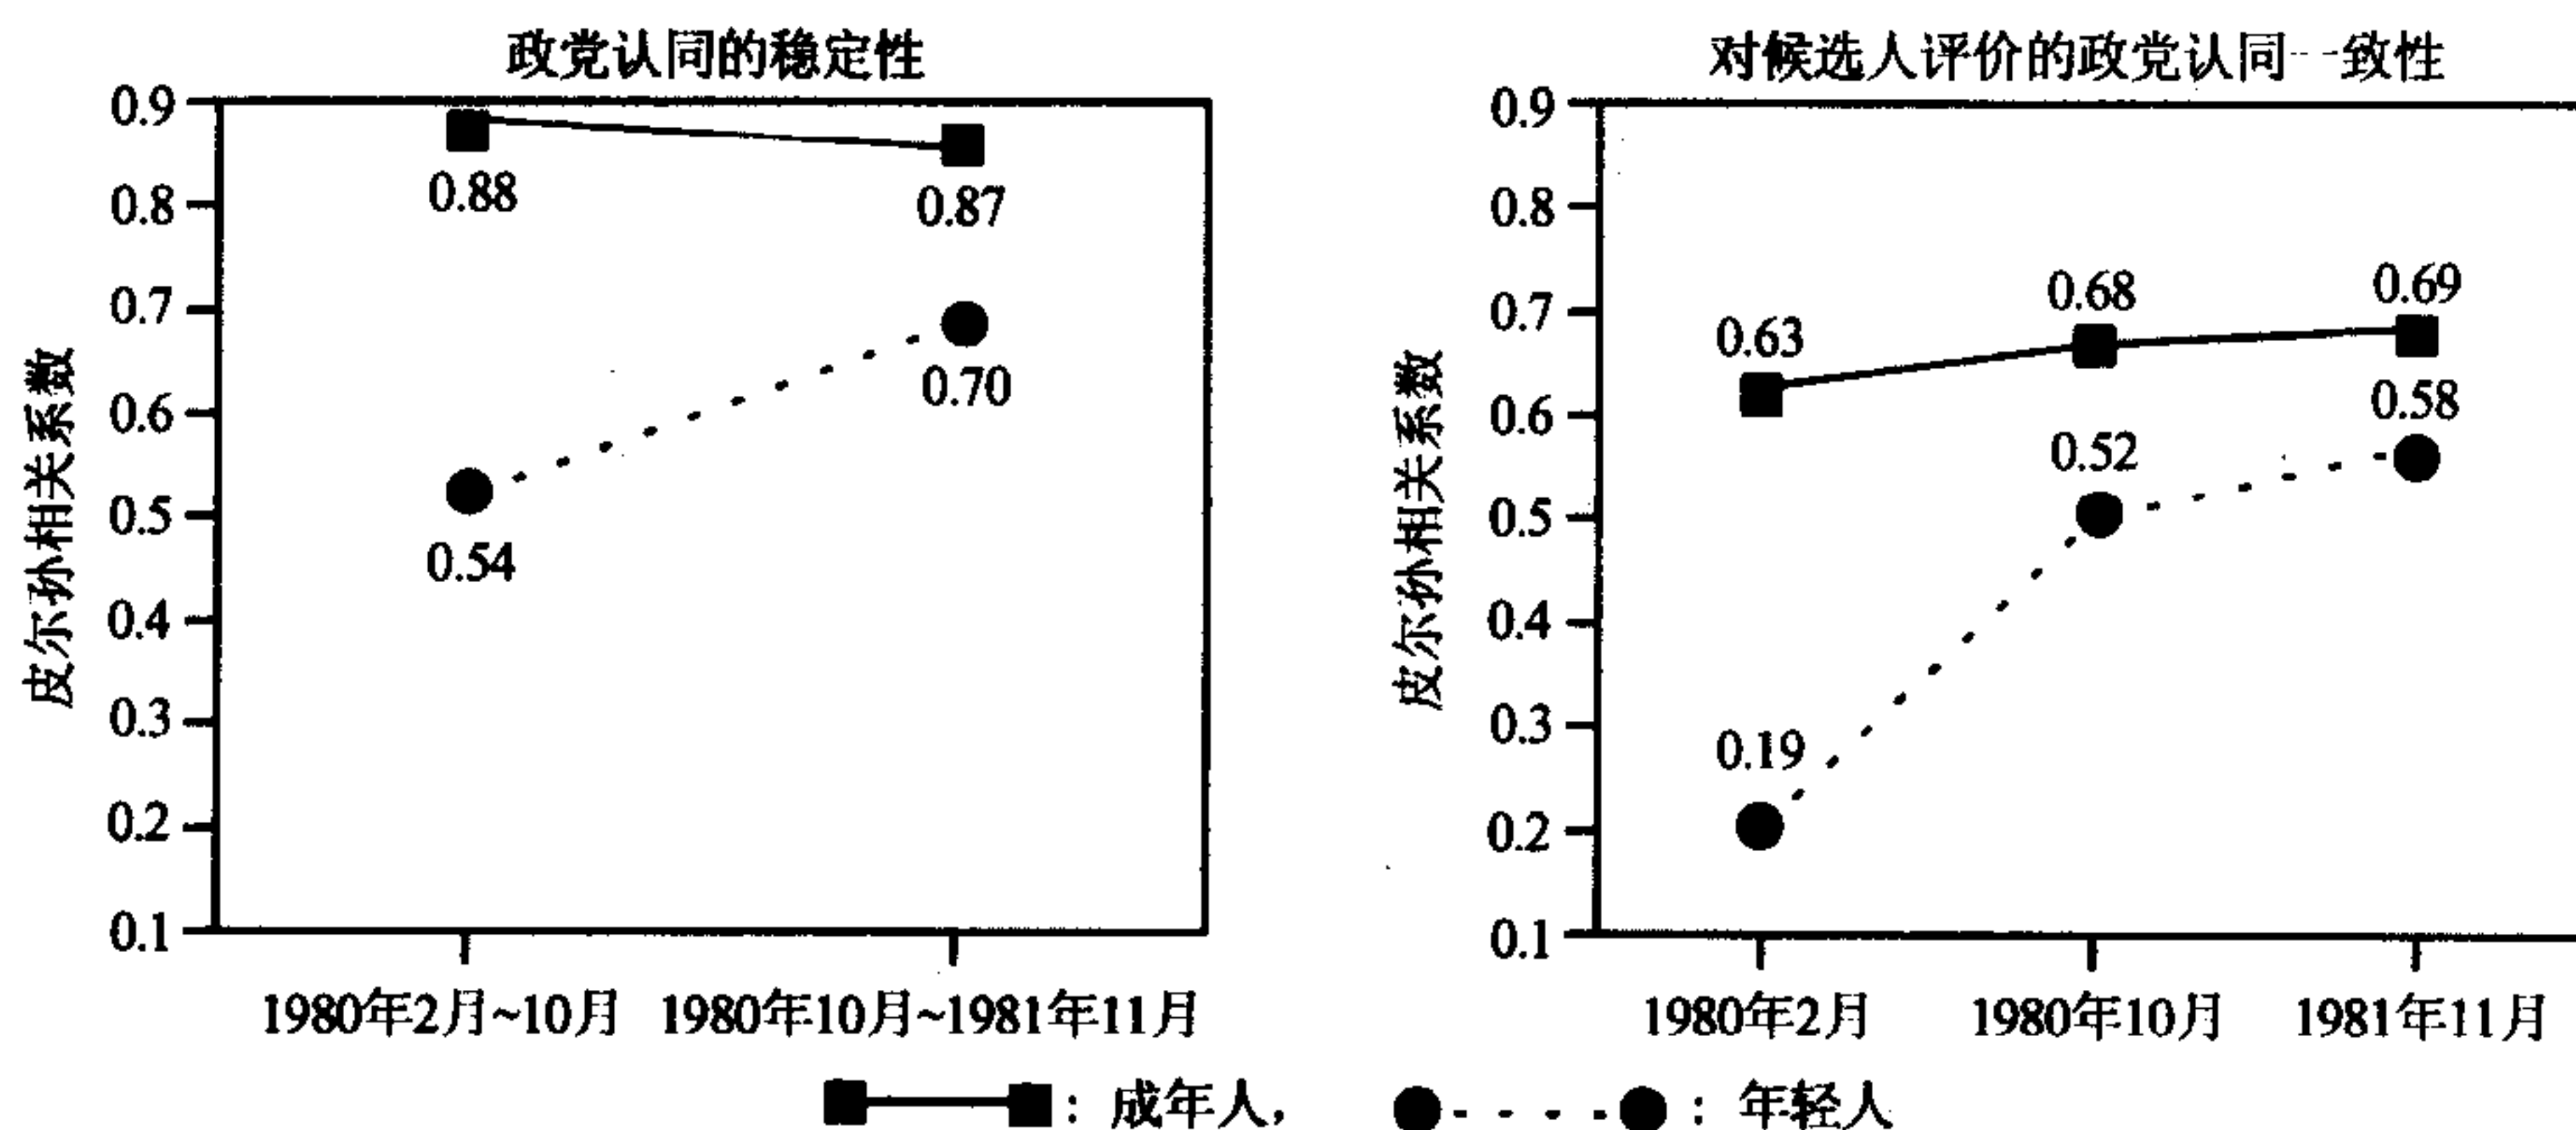 政党认同的稳定性
0.9
0.8
0.7
0.6
0.5
0.4
0.3
0.2
0.1
皮尔孙相关系数
0.88
0.87
0.70
0.54
1980年2月~10月
1980年10月~1981年11月
对候选人评价的政党认同一致性
0.9
0.8
0.7
0.6
0.5
0.4
0.3
0.2
0.1
皮尔孙相关系数
0.63
0.68
0.69
0.58
0.52
0.19
1980年2月
1980年10月
1981年11月
: 成年人,
: 年轻人